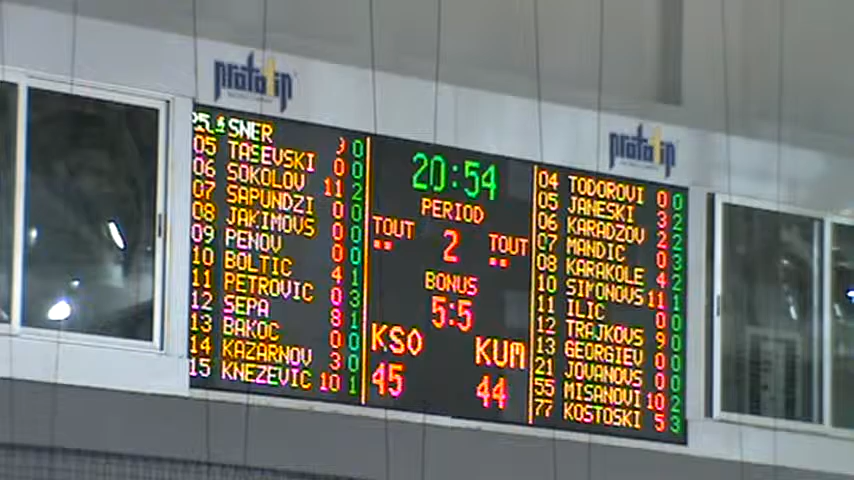 prototip
prototip
SNER 0
05 TASEVSKI 0 0
06 SOKOLOV 11 2
07 SAPUNDZI 0 0
08 JAKIMOVS 0 0
09 PENOV 0 0
10 BOLTIC 4 1
11 PETROVIC 0 3
12 SEPA 8 1
13 BAKOC 0 0
14 KAZARNOV 3 0
15 KNEZEVIC 10 1
20:54
PERIOD
TOUT 2 TOUT
BONUS
5:5
KSO KUM
45 44
04 TODOROVI 0 0
05 JANESKI 3 2
06 KARADZOV 2 2
07 MANDIC 0 3
08 KARAKOLE 4 2
10 SIMONOVS 11 1
11 ILIC 0 0
12 TRAJKOVS 9 0
13 GEORGIEV 0 0
21 JOVANOVS 0 0
55 MISANOVI 10 2
77 KOSTOSKI 5 3